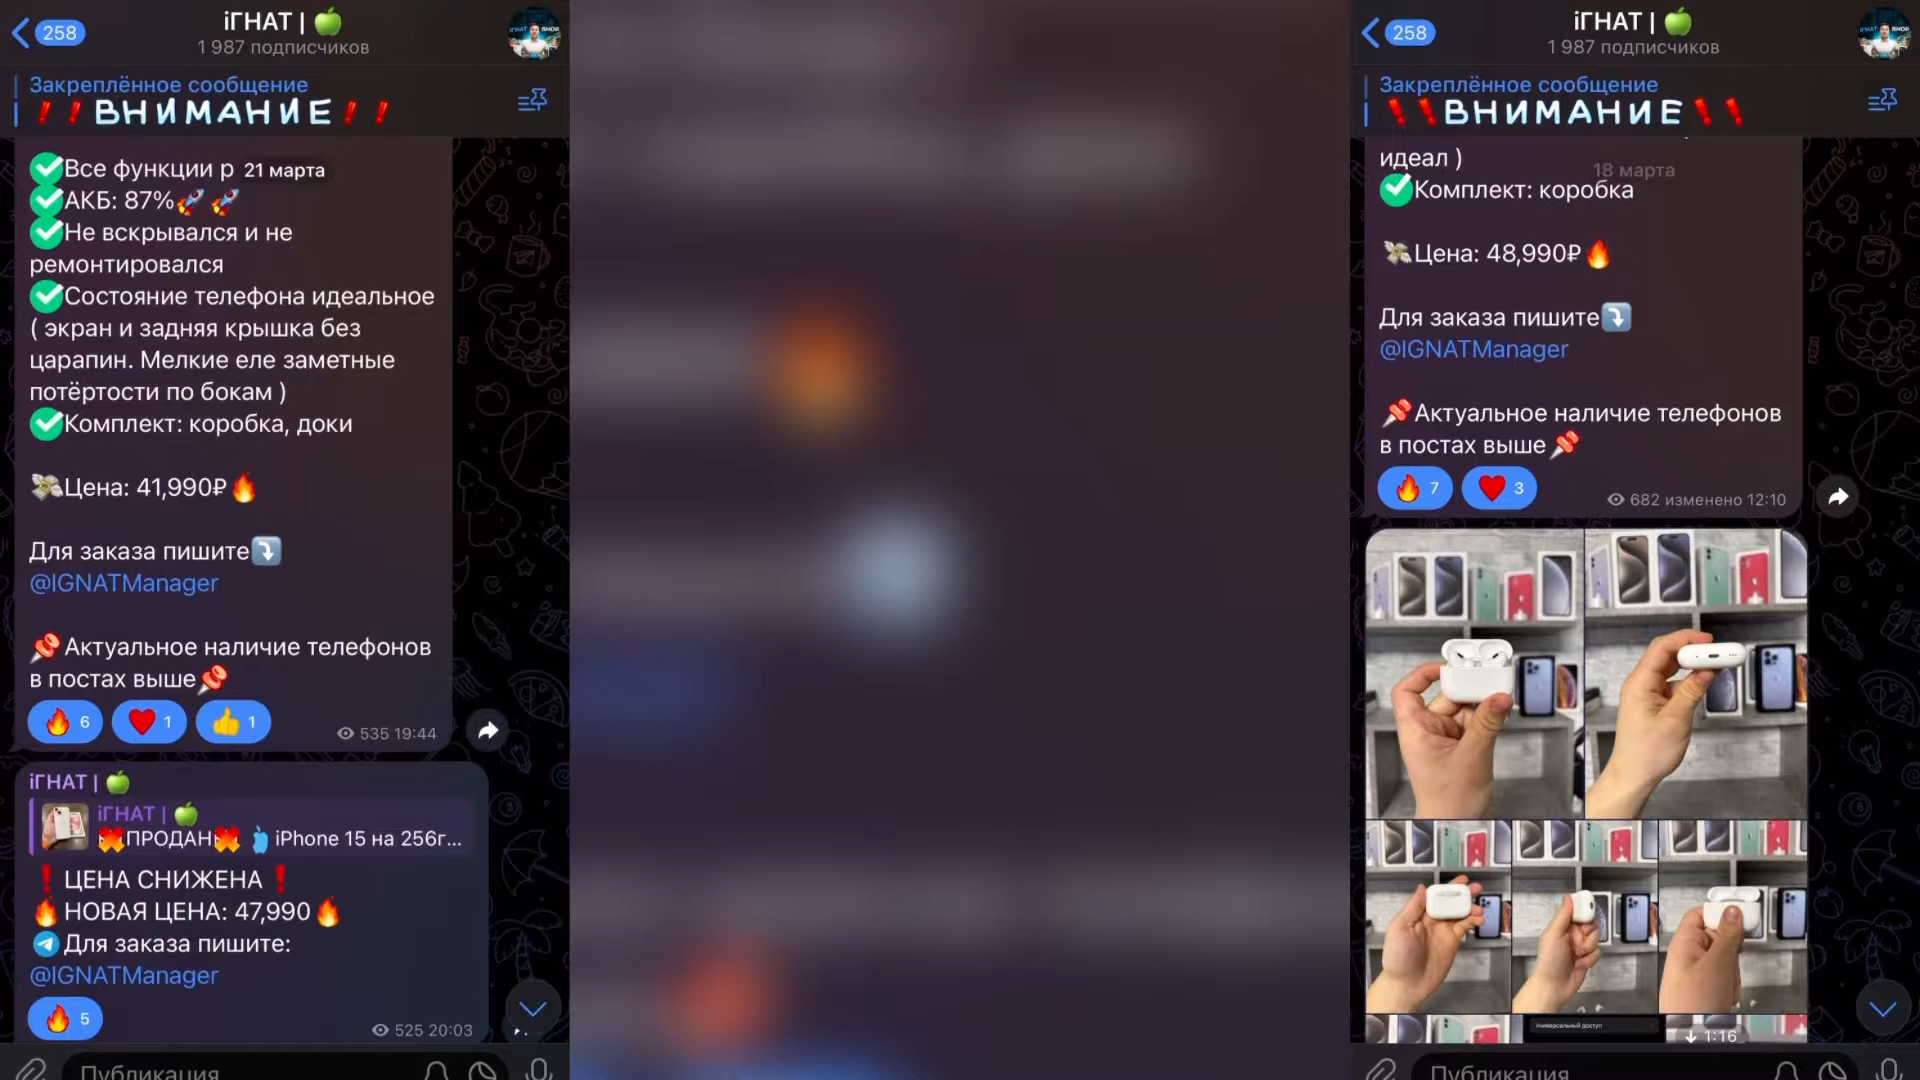 258
іГНАТ | 🍏
1 987 подписчиков
Закреплённое сообщение
‼️ВНИМАНИЕ‼️
✅Все функции р
21 марта
✅АКБ: 87%🚀🚀
✅Не вскрывался и не
ремонтировался
✅Состояние телефона идеальное
( экран и задняя крышка без
царапин. Мелкие еле заметные
потёртости по бокам )
✅Комплект: коробка, доки
💸Цена: 41,990₽🔥
Для заказа пишите⤵️
@IGNATManager
📌Актуальное наличие телефонов
в постах выше📌
🔥 6 ❤️ 1 👍 1
535 19:44
іГНАТ | 🍏
іГНАТ | 🍏
💥ПРОДАН💥 iPhone 15 на 256г...
❗ЦЕНА СНИЖЕНА❗
🔥НОВАЯ ЦЕНА: 47,990🔥
Для заказа пишите:
@IGNATManager
🔥 5
525 20:03
Публикация
258
іГНАТ | 🍏
1 987 подписчиков
Закреплённое сообщение
‼️ВНИМАНИЕ‼️
идеал )
18 марта
✅Комплект: коробка
💸Цена: 48,990₽🔥
Для заказа пишите⤵️
@IGNATManager
📌Актуальное наличие телефонов
в постах выше📌
🔥 7 ❤️ 3
682 изменено 12:10
Универсальный доступ
1:16
Публикация